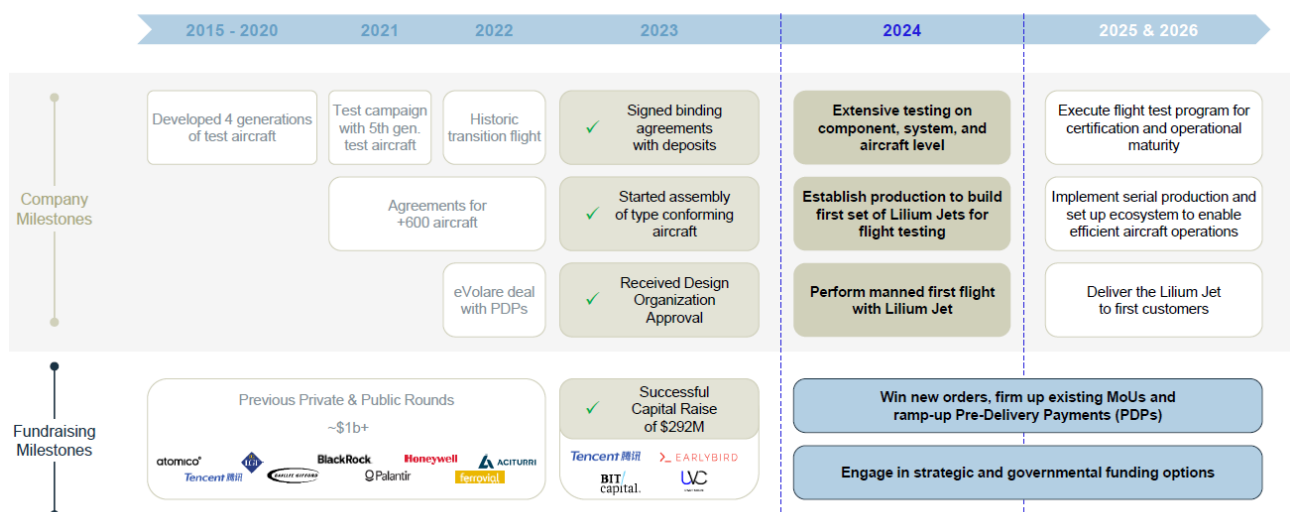 2015 - 2020
2021
2022
2023
2024
2025 & 2026
Company
Milestones
Developed 4 generations
of test aircraft
Test campaign
with 5th gen.
test aircraft
Historic
transition flight
✓
Signed binding
agreements
with deposits
Extensive testing on
component, system, and
aircraft level
Execute flight test program for
certification and operational
maturity
Agreements for
+600 aircraft
✓
Started assembly
of type conforming
aircraft
Establish production to build
first set of Lilium Jets for
flight testing
Implement serial production and
set up ecosystem to enable
efficient aircraft operations
eVolare deal
with PDPs
✓
Received Design
Organization
Approval
Perform manned first flight
with Lilium Jet
Deliver the Lilium Jet
to first customers
Fundraising
Milestones
Previous Private & Public Rounds
~$1b+
atomico
LGT
BlackRock
Honeywell
ACITURRI
Tencent 腾讯
BAILLIE GIFFORD
Palantir
ferrovial
✓
Successful
Capital Raise
of $292M
Tencent 腾讯
EARLYBIRD
BIT/
capital.
UVC
Win new orders, firm up existing MoUs and
ramp-up Pre-Delivery Payments (PDPs)
Engage in strategic and governmental funding options